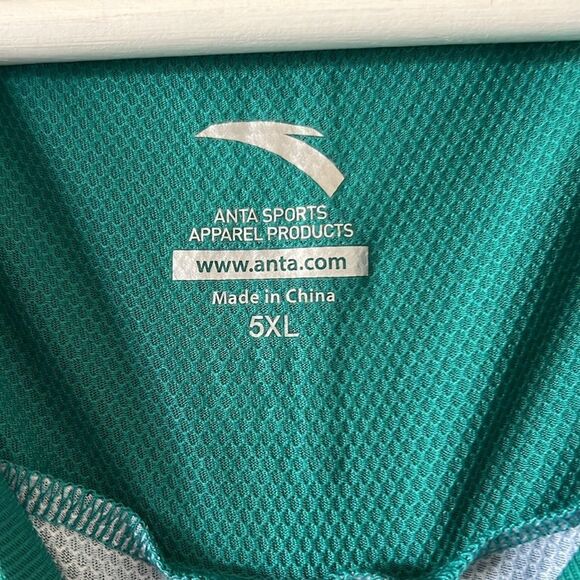 ANTA SPORTS
APPAREL PRODUCTS
www.anta.com
Made in China
5XL